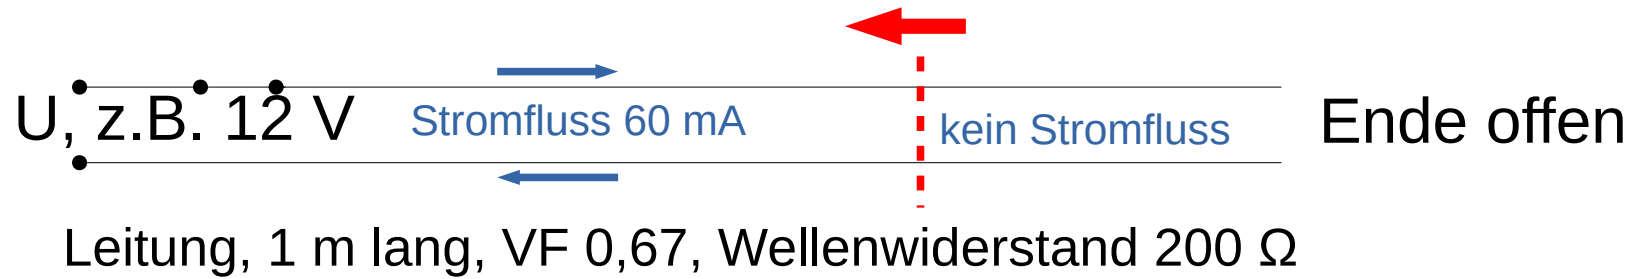 U, z.B. 12 V
Stromfluss 60 mA
kein Stromfluss
Ende offen
Leitung, 1 m lang, VF 0,67, Wellenwiderstand 200 Ω